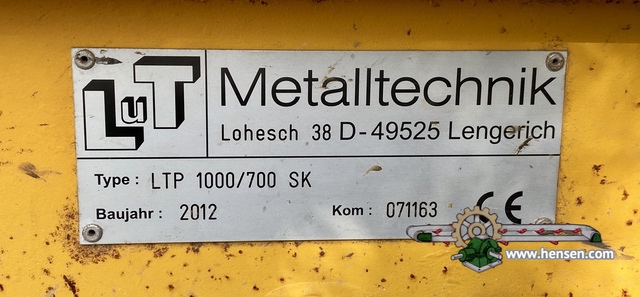 LuT Metalltechnik
Lohesch 38 D-49525 Lengerich
Type: LTP 1000/700 SK
Baujahr: 2012 Kom: 071163 CE
www.hensen.com